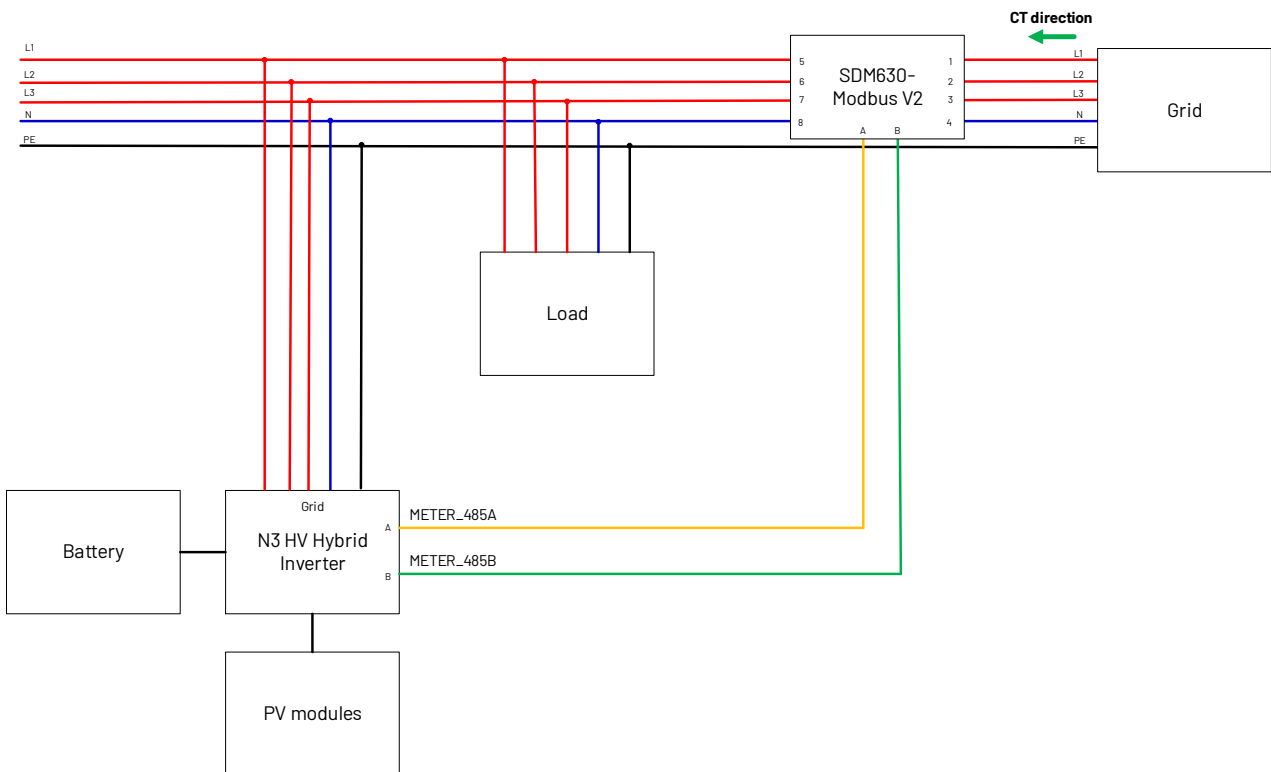 CT direction
L1
L2
L3
N
PE
5
6
7
8
SDM630-
Modbus V2
A
B
1
2
3
4
L1
L2
L3
N
PE
Grid
Load
Battery
Grid
N3 HV Hybrid
Inverter
A
B
METER_485A
METER_485B
PV modules